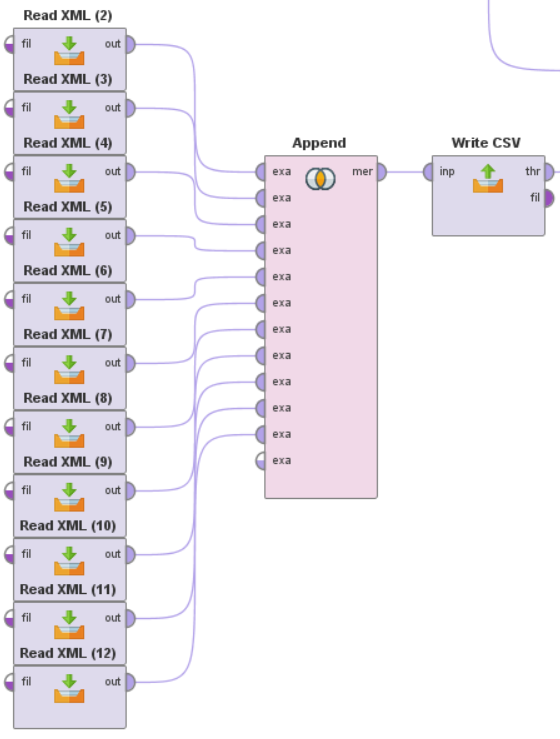 Read XML (2)
fil out
Read XML (3)
fil out
Read XML (4)
fil out
Read XML (5)
fil out
Read XML (6)
fil out
Read XML (7)
fil out
Read XML (8)
fil out
Read XML (9)
fil out
Read XML (10)
fil out
Read XML (11)
fil out
Read XML (12)
fil out
Append
exa mer
exa
exa
exa
exa
exa
exa
exa
exa
exa
exa
exa
Write CSV
inp thr
fil